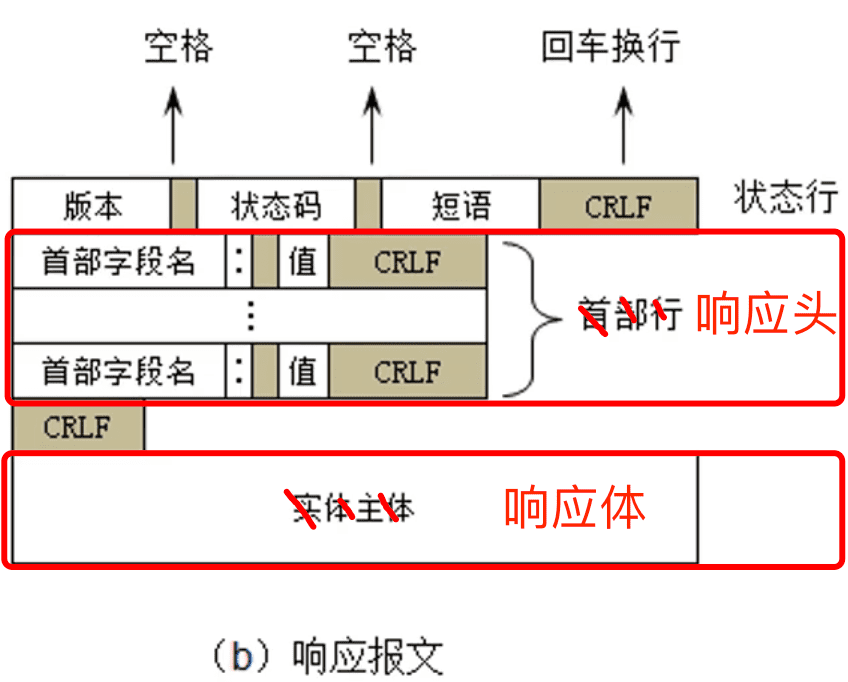 空格 空格 回车换行
版本 状态码 短语 CRLF 状态行
首部字段名 : 值 CRLF
⋮ 首部行 响应头
首部字段名 : 值 CRLF
CRLF
实体主体 响应体
（b）响应报文